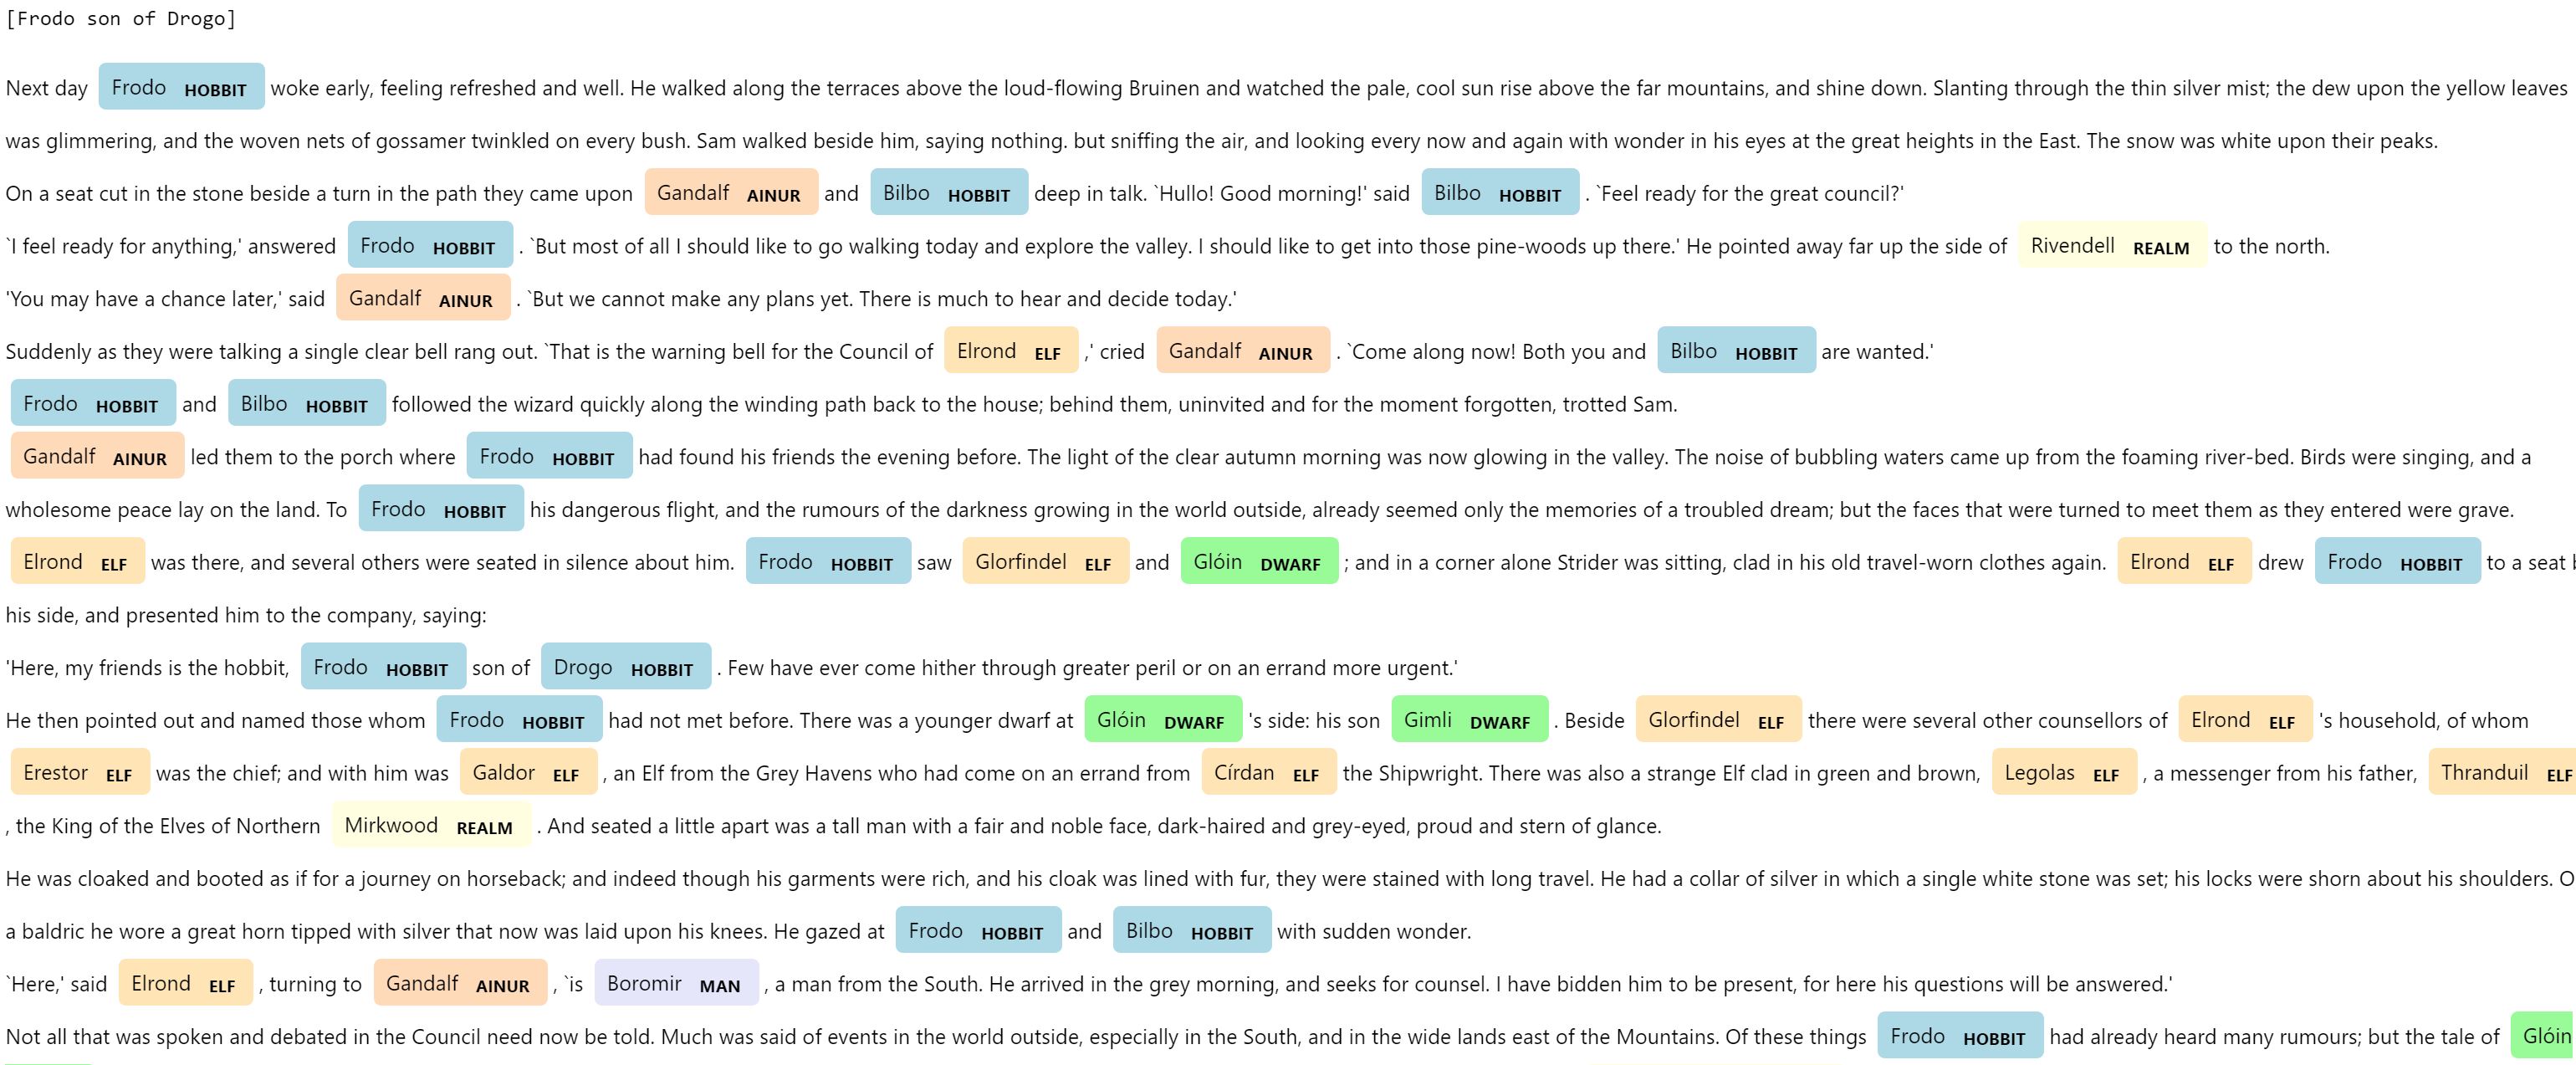 [Frodo son of Drogo]
Next day Frodo HOBBIT woke early, feeling refreshed and well. He walked along the terraces above the loud-flowing Bruinen and watched the pale, cool sun rise above the far mountains, and shine down. Slanting through the thin silver mist; the dew upon the yellow leaves
was glimmering, and the woven nets of gossamer twinkled on every bush. Sam walked beside him, saying nothing. but sniffing the air, and looking every now and again with wonder in his eyes at the great heights in the East. The snow was white upon their peaks.
On a seat cut in the stone beside a turn in the path they came upon Gandalf AINUR and Bilbo HOBBIT deep in talk. `Hullo! Good morning!' said Bilbo HOBBIT . `Feel ready for the great council?'
`I feel ready for anything,' answered Frodo HOBBIT . `But most of all I should like to go walking today and explore the valley. I should like to get into those pine-woods up there.' He pointed away far up the side of Rivendell REALM to the north.
'You may have a chance later,' said Gandalf AINUR . `But we cannot make any plans yet. There is much to hear and decide today.'
Suddenly as they were talking a single clear bell rang out. `That is the warning bell for the Council of Elrond ELF ,' cried Gandalf AINUR . `Come along now! Both you and Bilbo HOBBIT are wanted.'
Frodo HOBBIT and Bilbo HOBBIT followed the wizard quickly along the winding path back to the house; behind them, uninvited and for the moment forgotten, trotted Sam.
Gandalf AINUR led them to the porch where Frodo HOBBIT had found his friends the evening before. The light of the clear autumn morning was now glowing in the valley. The noise of bubbling waters came up from the foaming river-bed. Birds were singing, and a
wholesome peace lay on the land. To Frodo HOBBIT his dangerous flight, and the rumours of the darkness growing in the world outside, already seemed only the memories of a troubled dream; but the faces that were turned to meet them as they entered were grave.
Elrond ELF was there, and several others were seated in silence about him. Frodo HOBBIT saw Glorfindel ELF and Glóin DWARF ; and in a corner alone Strider was sitting, clad in his old travel-worn clothes again. Elrond ELF drew Frodo HOBBIT to a seat
his side, and presented him to the company, saying:
'Here, my friends is the hobbit, Frodo HOBBIT son of Drogo HOBBIT . Few have ever come hither through greater peril or on an errand more urgent.'
He then pointed out and named those whom Frodo HOBBIT had not met before. There was a younger dwarf at Glóin DWARF 's side: his son Gimli DWARF . Beside Glorfindel ELF there were several other counsellors of Elrond ELF 's household, of whom
Erestor ELF was the chief; and with him was Galdor ELF , an Elf from the Grey Havens who had come on an errand from Círdan ELF the Shipwright. There was also a strange Elf clad in green and brown, Legolas ELF , a messenger from his father, Thranduil ELF
, the King of the Elves of Northern Mirkwood REALM . And seated a little apart was a tall man with a fair and noble face, dark-haired and grey-eyed, proud and stern of glance.
He was cloaked and booted as if for a journey on horseback; and indeed though his garments were rich, and his cloak was lined with fur, they were stained with long travel. He had a collar of silver in which a single white stone was set; his locks were shorn about his shoulders.
a baldric he wore a great horn tipped with silver that now was laid upon his knees. He gazed at Frodo HOBBIT and Bilbo HOBBIT with sudden wonder.
`Here,' said Elrond ELF , turning to Gandalf AINUR , `is Boromir MAN , a man from the South. He arrived in the grey morning, and seeks for counsel. I have bidden him to be present, for here his questions will be answered.'
Not all that was spoken and debated in the Council need now be told. Much was said of events in the world outside, especially in the South, and in the wide lands east of the Mountains. Of these things Frodo HOBBIT had already heard many rumours; but the tale of Glóin